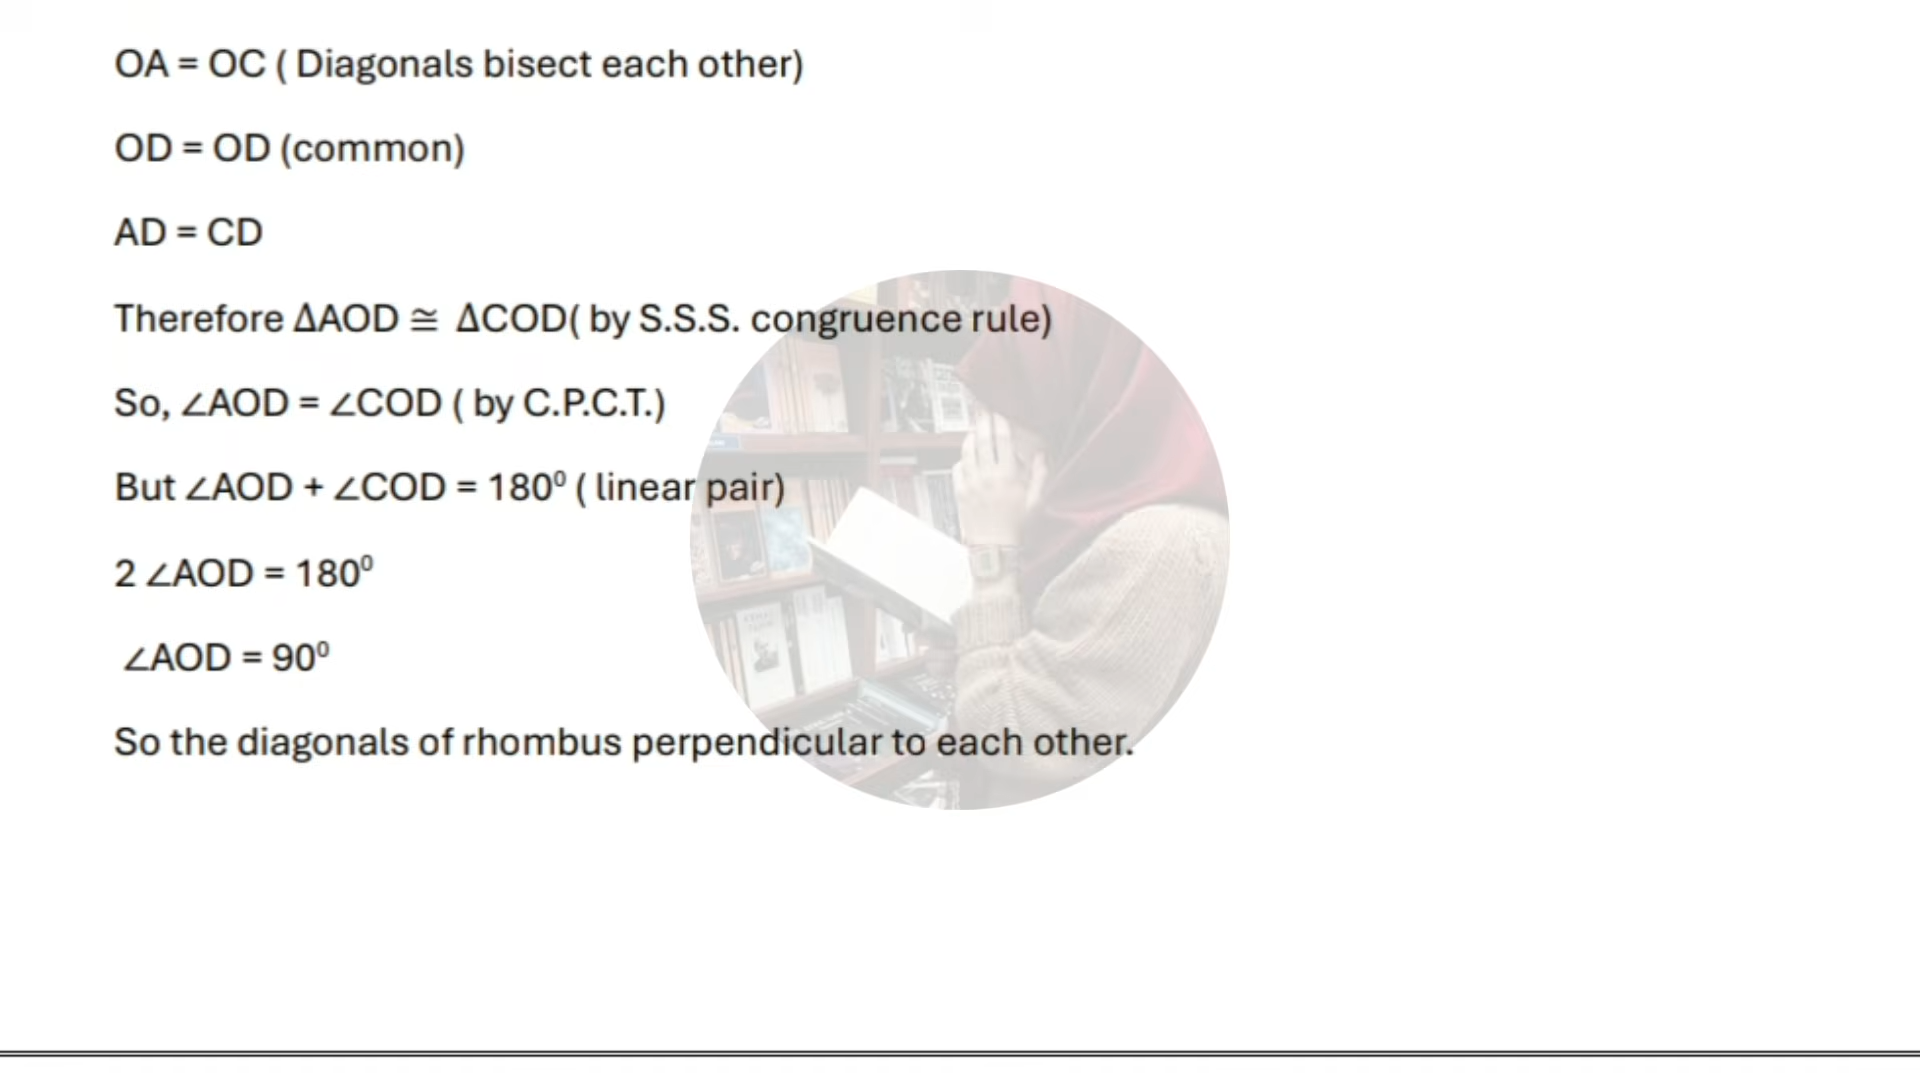 OA = OC ( Diagonals bisect each other)
OD = OD (common)
AD = CD
Therefore ΔAOD ≅ ΔCOD( by S.S.S. congruence rule)
So, ∠AOD = ∠COD ( by C.P.C.T.)
But ∠AOD + ∠COD = 180⁰ ( linear pair)
2 ∠AOD = 180⁰
∠AOD = 90⁰
So the diagonals of rhombus perpendicular to each other.